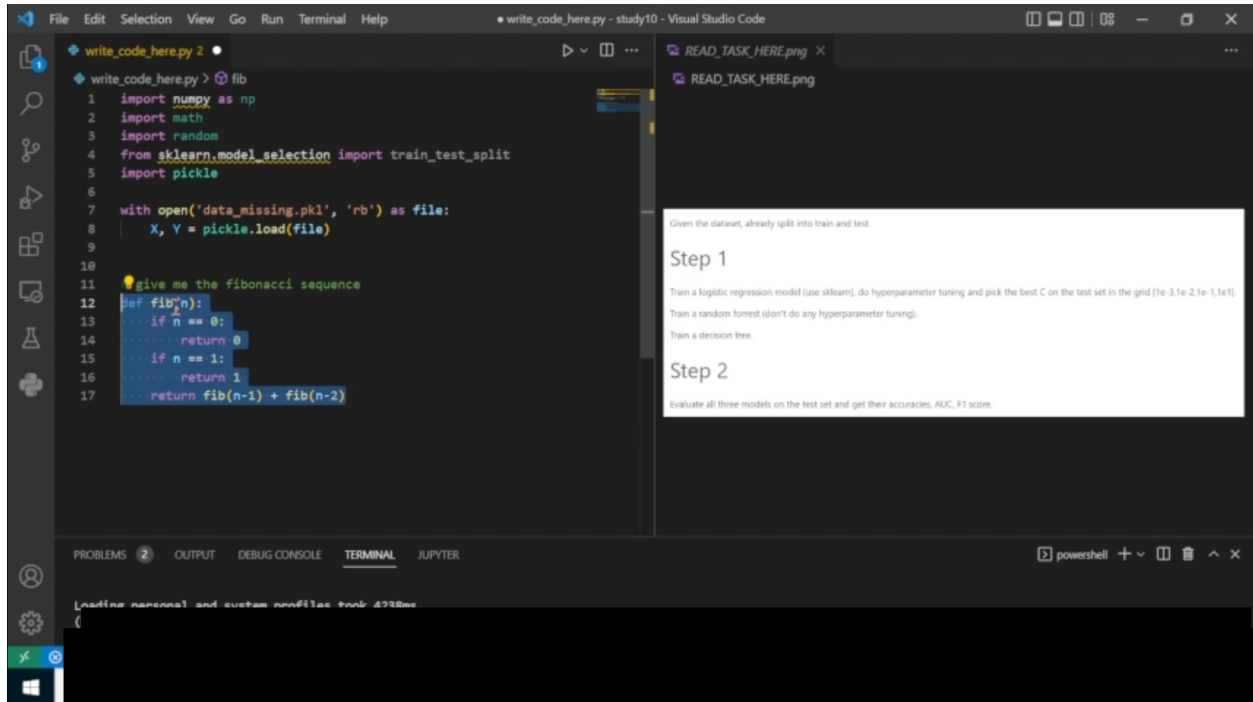 File Edit Selection View Go Run Terminal Help
● write_code_here.py - study10 - Visual Studio Code
write_code_here.py 2 ●
write_code_here.py > fib
1 import numpy as np
2 import math
3 import random
4 from sklearn.model_selection import train_test_split
5 import pickle
6
7 with open('data_missing.pkl', 'rb') as file:
8 X, Y = pickle.load(file)
9
10
11 give me the fibonacci sequence
12 def fib(n):
13 if n == 0:
14 return 0
15 if n == 1:
16 return 1
17 return fib(n-1) + fib(n-2)
READ_TASK_HERE.png ×
READ_TASK_HERE.png
Given the dataset, already split into train and test.
Step 1
Train a logistic regression model (use sklearn), do hyperparameter tuning and pick the best C on the test set in the grid [1e-3,1e-2,1e-1,1e1].
Train a random forrest (don't do any hyperparameter tuning).
Train a decision tree.
Step 2
Evaluate all three models on the test set and get their accuracies, AUC, F1 score.
PROBLEMS 2 OUTPUT DEBUG CONSOLE TERMINAL JUPYTER
powershell
Loading personal and system profiles took 4238ms
(